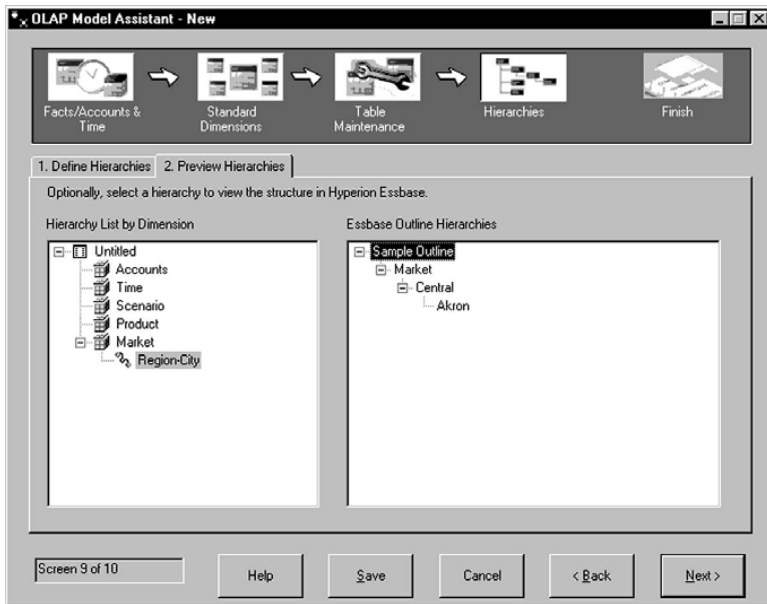 OLAP Model Assistant - New
Facts/Accounts & Time
Standard Dimensions
Table Maintenance
Hierarchies
Finish
1. Define Hierarchies
2. Preview Hierarchies
Optionally, select a hierarchy to view the structure in Hyperion Essbase.
Hierarchy List by Dimension
Untitled
Accounts
Time
Scenario
Product
Market
Region-City
Essbase Outline Hierarchies
Sample Outline
Market
Central
Akron
Screen 9 of 10
Help
Save
Cancel
< Back
Next >